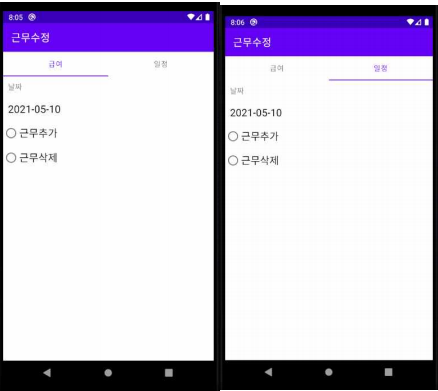 8:05
근무수정
급여 일정
날짜
2021-05-10
근무추가
근무삭제
8:06
근무수정
급여 일정
날짜
2021-05-10
근무추가
근무삭제